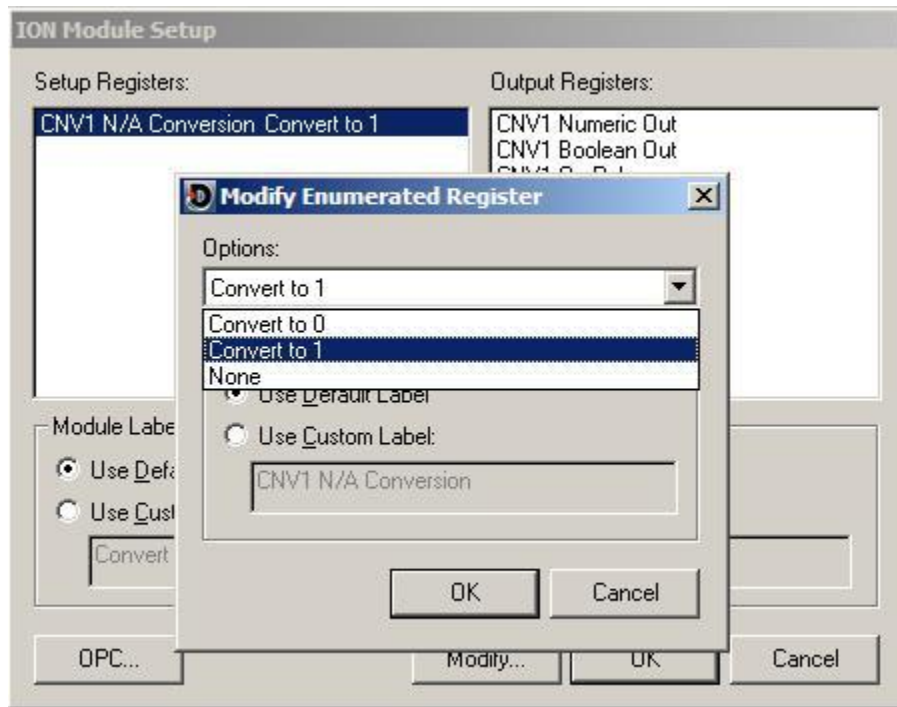 ION Module Setup
Setup Registers:
Output Registers:
CNV1 N/A Conversion Convert to 1
CNV1 Numeric Out
CNV1 Boolean Out
Modify Enumerated Register
Options:
Convert to 1
Convert to 0
Convert to 1
None
Use Default Label
Use Custom Label:
CNV1 N/A Conversion
Module Labe
Use Defa
Use Cust
Convert
OK
Cancel
OPC...
Modify...
OK
Cancel